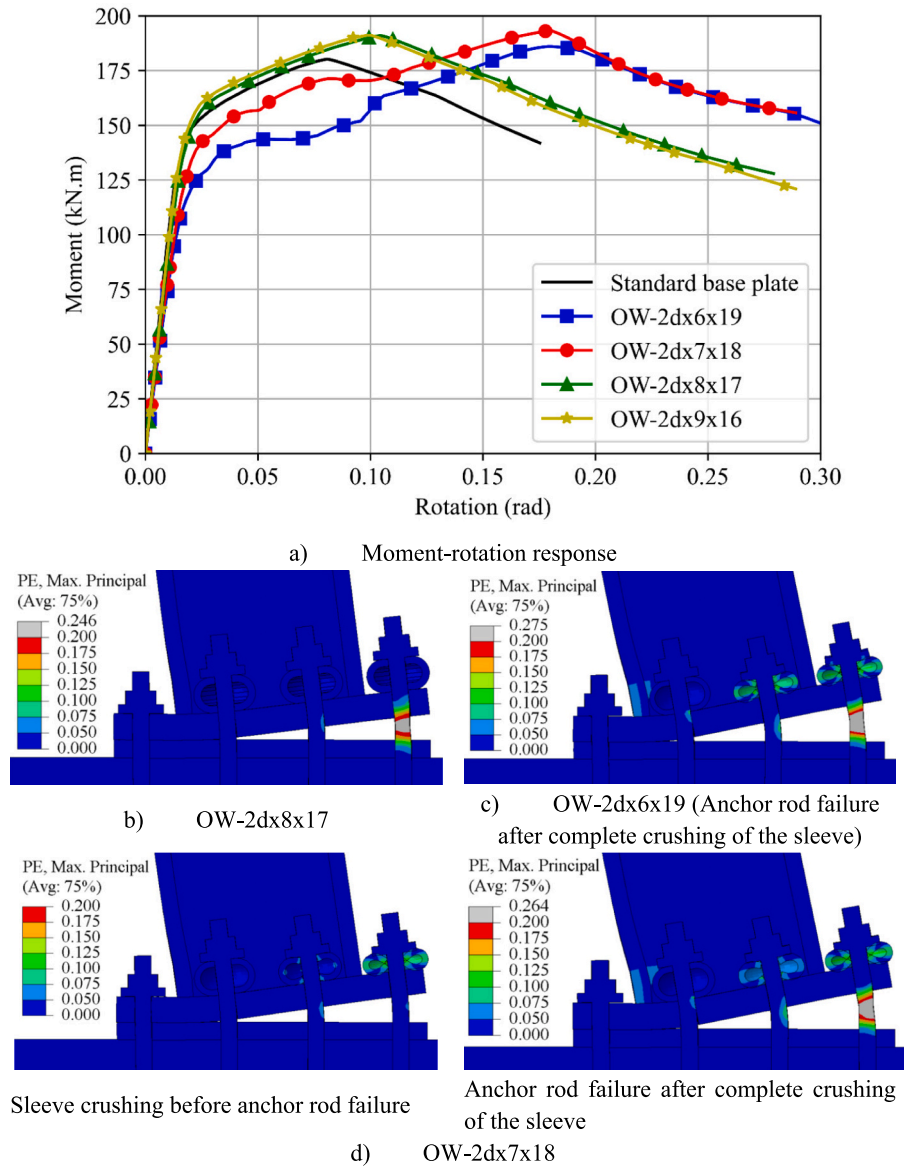 200
175
150
125
100
75
50
25
0
Moment (kN.m)
0.00 0.05 0.10 0.15 0.20 0.25 0.30
Rotation (rad)
Standard base plate
OW-2dx6x19
OW-2dx7x18
OW-2dx8x17
OW-2dx9x16
a) Moment-rotation response
PE, Max. Principal
(Avg: 75%)
0.246
0.200
0.175
0.150
0.125
0.100
0.075
0.050
0.000
b) OW-2dx8x17
PE, Max. Principal
(Avg: 75%)
0.275
0.200
0.175
0.150
0.125
0.100
0.075
0.050
0.000
c) OW-2dx6x19 (Anchor rod failure
after complete crushing of the sleeve)
PE, Max. Principal
(Avg: 75%)
0.200
0.175
0.150
0.125
0.100
0.075
0.050
0.000
Sleeve crushing before anchor rod failure
PE, Max. Principal
(Avg: 75%)
0.264
0.200
0.175
0.150
0.125
0.100
0.075
0.050
0.000
Anchor rod failure after complete crushing
of the sleeve
d) OW-2dx7x18